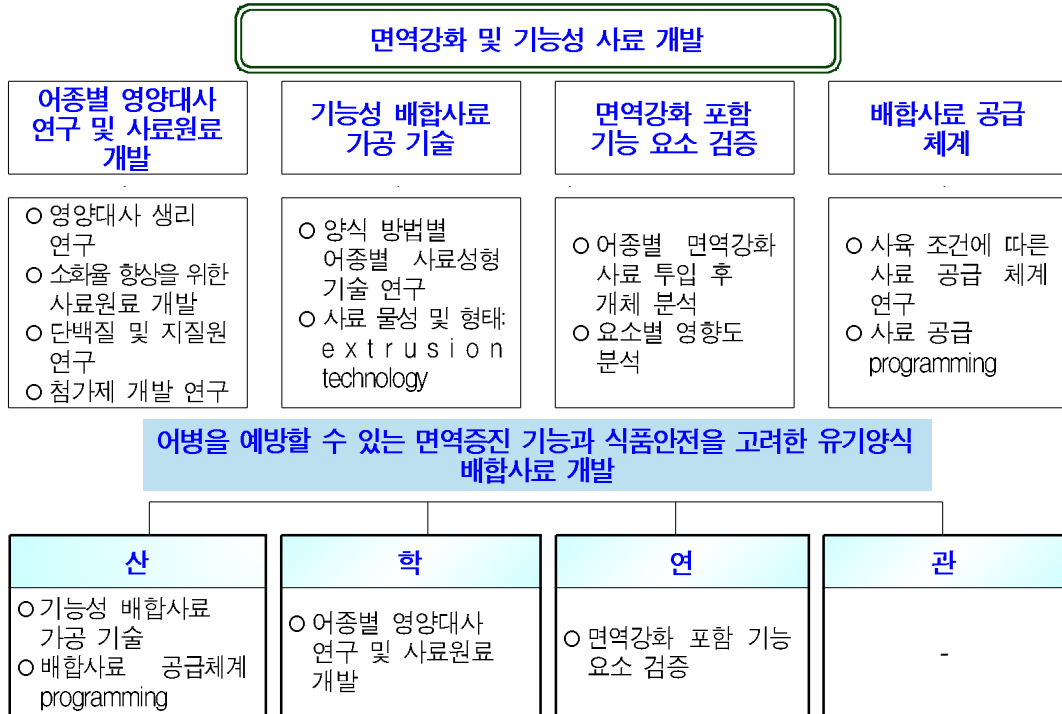 면역강화 및 기능성 사료 개발
어종별 영양대사
연구 및 사료원료
개발
기능성 배합사료
가공 기술
면역강화 포함
기능 요소 검증
배합사료 공급
체계
○ 영양대사 생리
연구
○ 소화율 향상을 위한
사료원료 개발
○ 단백질 및 지질원
연구
○ 첨가제 개발 연구
○ 양식 방법별
어종별 사료성형
기술 연구
○ 사료 물성 및 형태:
extrusion
technology
○ 어종별 면역강화
사료 투입 후
개체 분석
○ 요소별 영향도
분석
○ 사육 조건에 따른
사료 공급 체계
연구
○ 사료 공급
programming
어병을 예방할 수 있는 면역증진 기능과 식품안전을 고려한 유기양식
배합사료 개발
산
○ 기능성 배합사료
가공 기술
○ 배합사료 공급체계
programming
학
○ 어종별 영양대사
연구 및 사료원료
개발
연
○ 면역강화 포함 기능
요소 검증
관
-